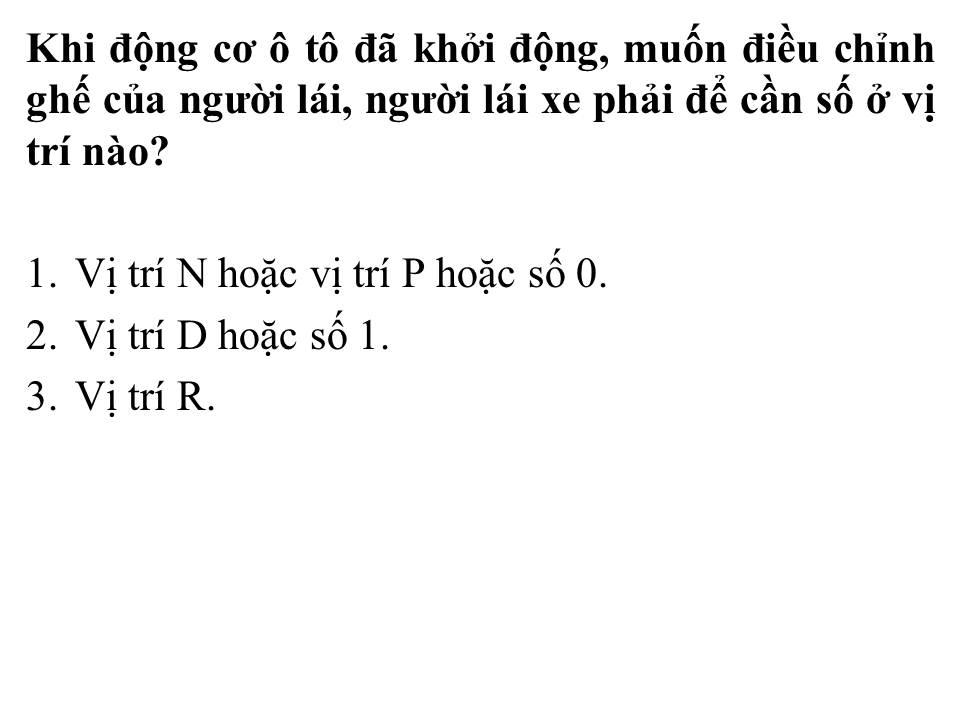 Khi động cơ ô tô đã khởi động, muốn điều chỉnh
ghế của người lái, người lái xe phải để cần số ở vị
trí nào?
1. Vị trí N hoặc vị trí P hoặc số 0.
2. Vị trí D hoặc số 1.
3. Vị trí R.